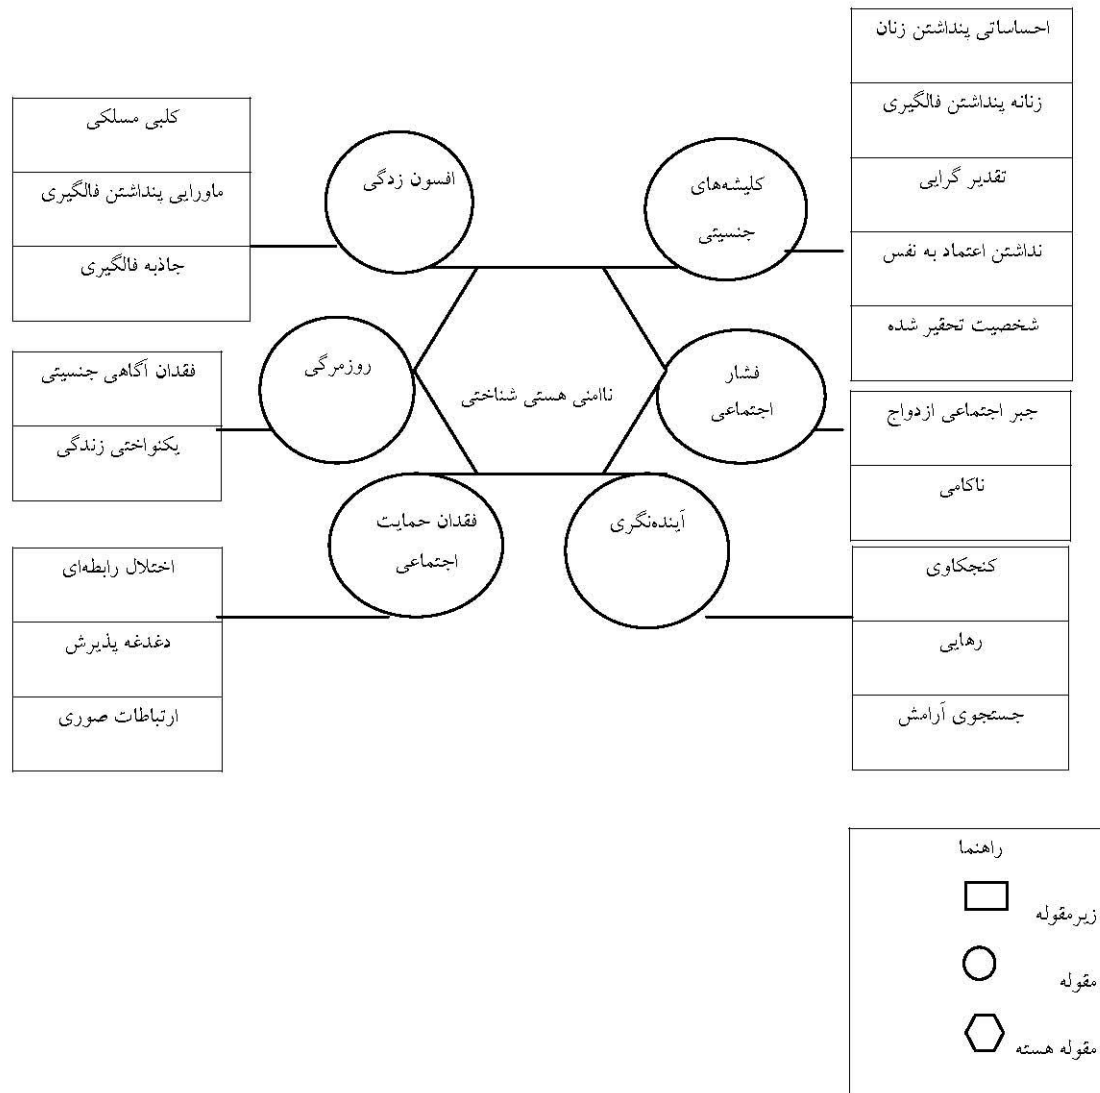 احساساتی پنداشتن زنان
زنانه پنداشتن فالگیری
تقدیر گرایی
نداشتن اعتماد به نفس
شخصیت تحقیر شده
جبر اجتماعی ازدواج
ناکامی
کنجکاوی
رهایی
جستجوی آرامش
کلیشه‌های
جنسیتی
فشار
اجتماعی
آینده‌نگری
ناامنی هستی شناختی
افسون زدگی
روزمرگی
فقدان حمایت
اجتماعی
کلبی مسلکی
ماورایی پنداشتن فالگیری
جاذبه فالگیری
فقدان آگاهی جنسیتی
یکنواختی زندگی
اختلال رابطه‌ای
دغدغه پذیرش
ارتباطات صوری
راهنما
زیرمقوله
مقوله
مقوله هسته